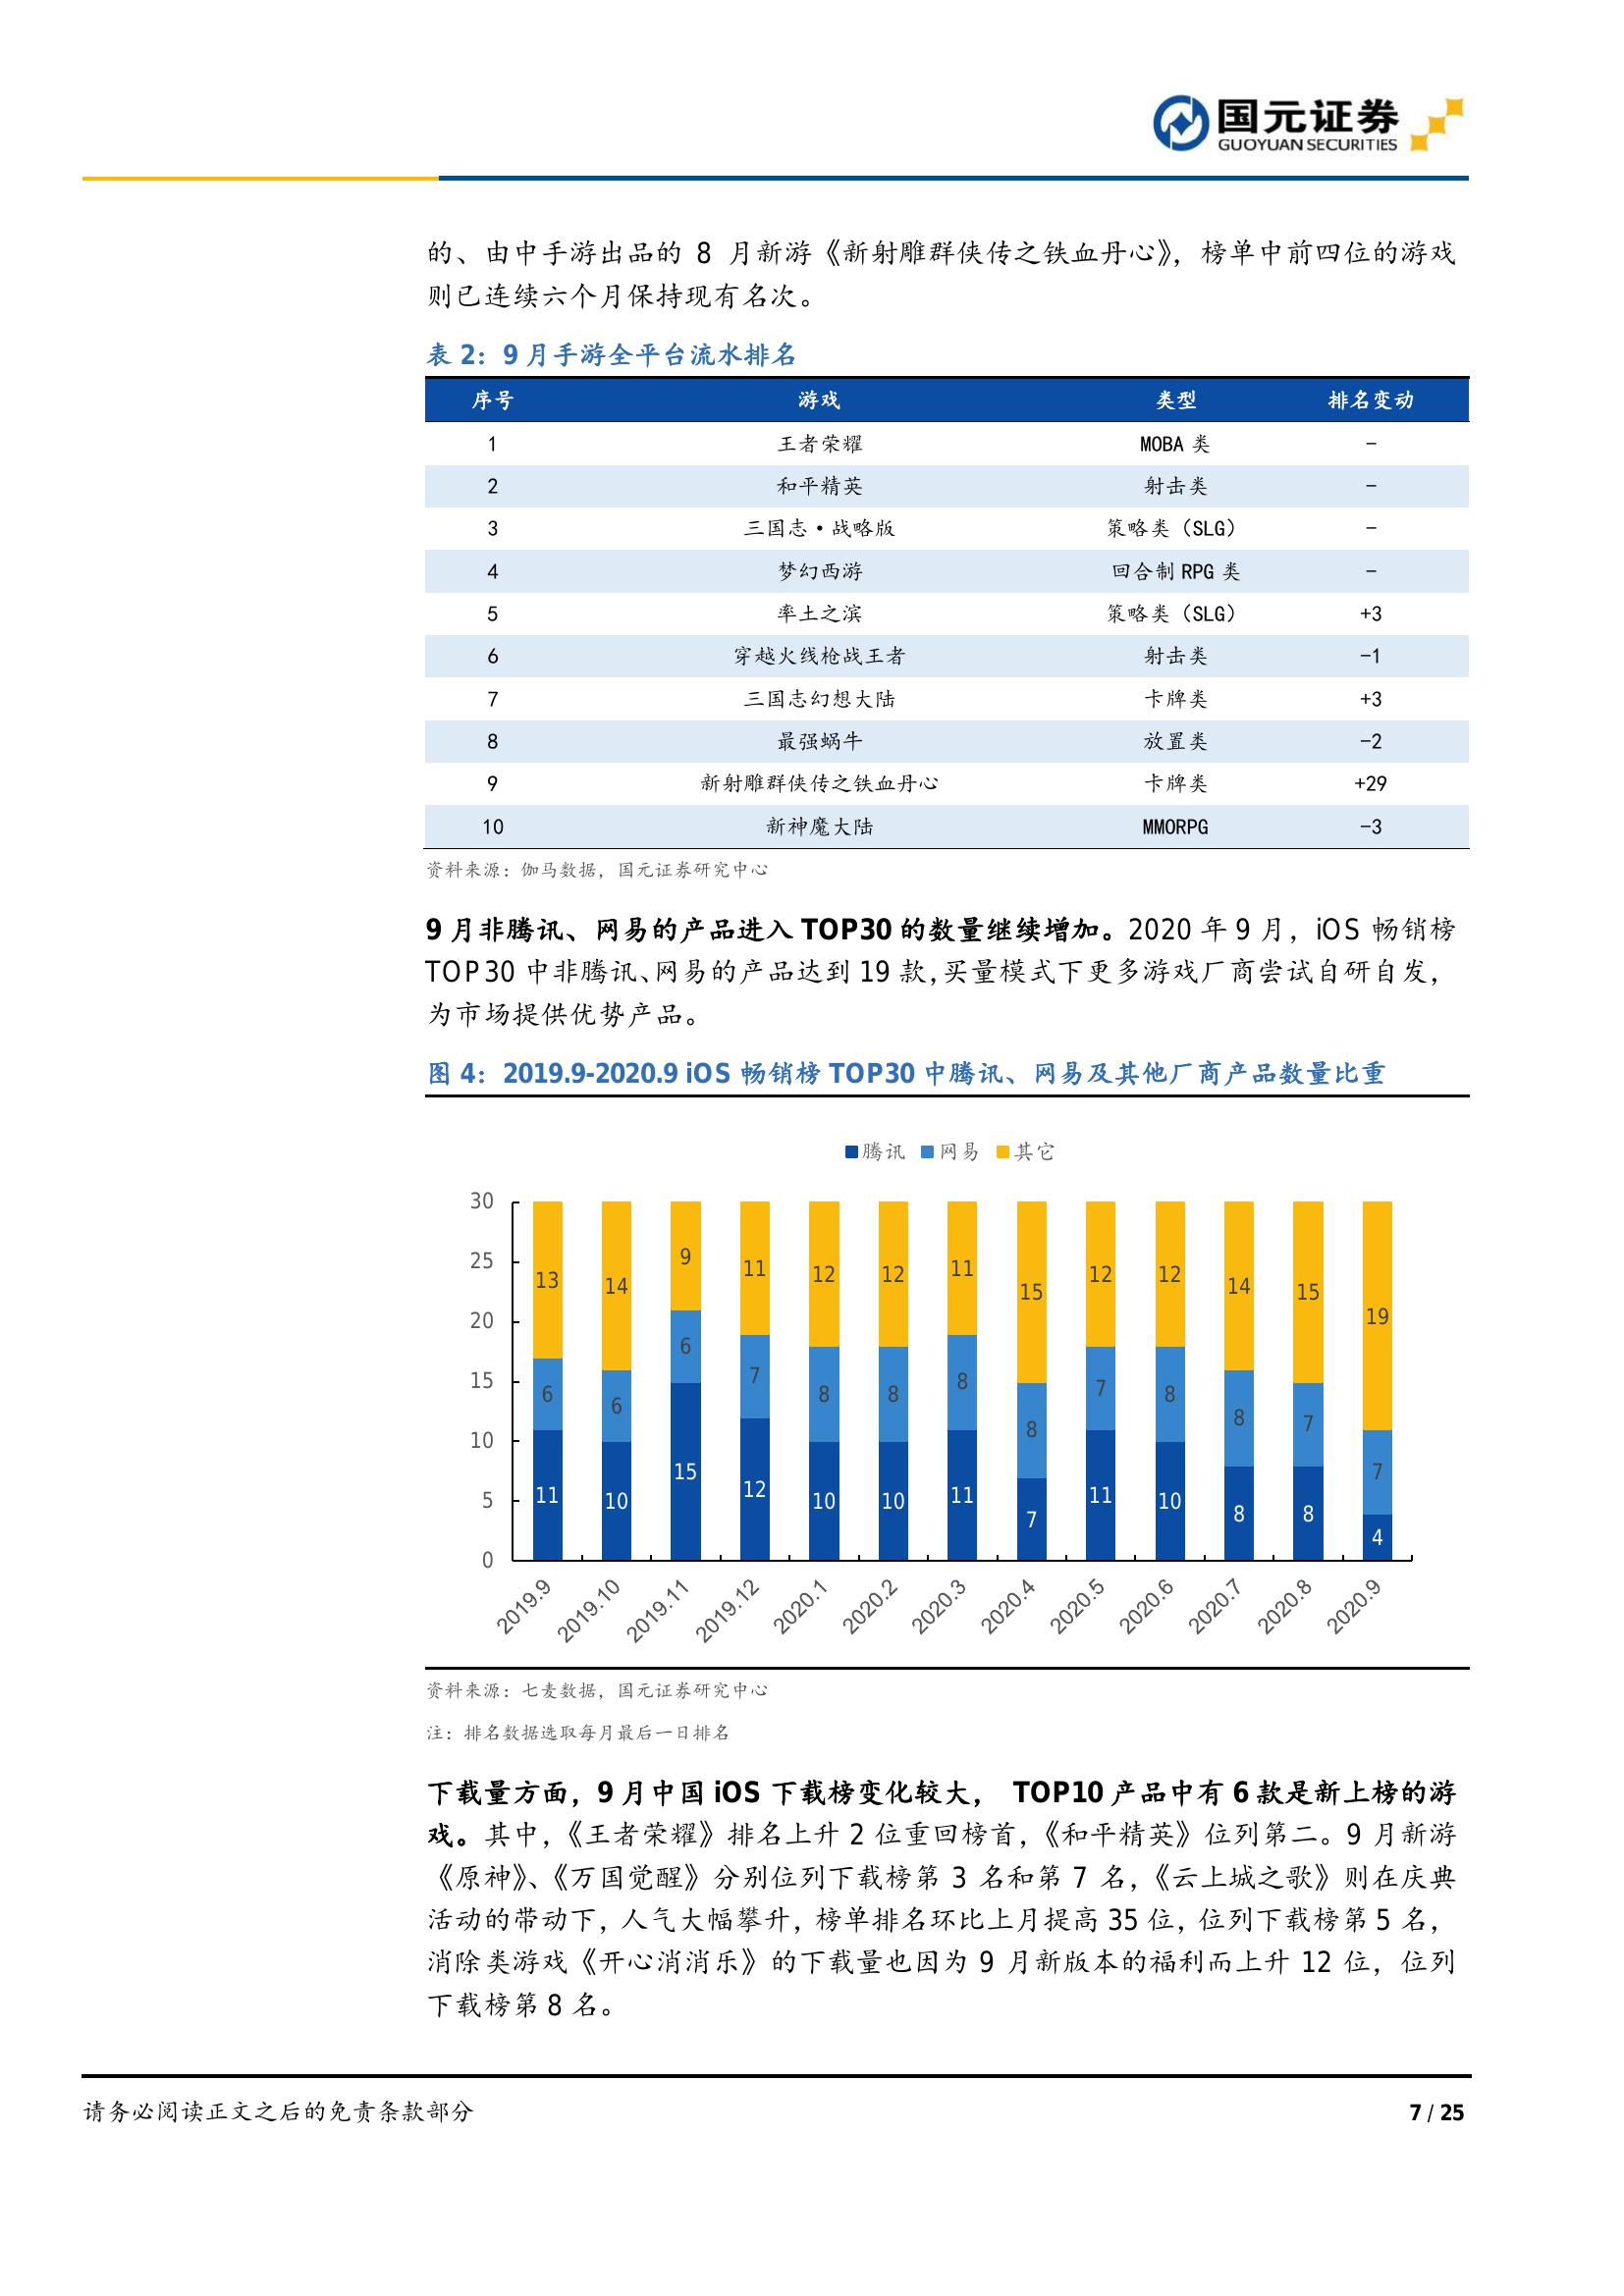 国元证券
GUOYUAN SECURITIES
的、由中手游出品的 8 月新游《新射雕群侠传之铁血丹心》，榜单中前四位的游戏
则已连续六个月保持现有名次。
表 2：9 月手游全平台流水排名
序号 游戏 类型 排名变动
1 王者荣耀 MOBA 类 －
2 和平精英 射击类 －
3 三国志·战略版 策略类（SLG） －
4 梦幻西游 回合制 RPG 类 －
5 率土之滨 策略类（SLG） +3
6 穿越火线枪战王者 射击类 -1
7 三国志幻想大陆 卡牌类 +3
8 最强蜗牛 放置类 -2
9 新射雕群侠传之铁血丹心 卡牌类 +29
10 新神魔大陆 MMORPG -3
资料来源：伽马数据，国元证券研究中心
9 月非腾讯、网易的产品进入 TOP30 的数量继续增加。2020 年 9 月，iOS 畅销榜
TOP30 中非腾讯、网易的产品达到 19 款，买量模式下更多游戏厂商尝试自研自发，
为市场提供优势产品。
图 4：2019.9-2020.9 iOS 畅销榜 TOP30 中腾讯、网易及其他厂商产品数量比重
腾讯 网易 其它
30
25
20
15
10
5
0
13 14 9 11 12 12 11 15 12 12 14 15 19
6 6 6 7 8 8 8 8 7 8 8 7 7
11 10 15 12 10 10 11 7 11 10 8 8 4
2019.9 2019.10 2019.11 2019.12 2020.1 2020.2 2020.3 2020.4 2020.5 2020.6 2020.7 2020.8 2020.9
资料来源：七麦数据，国元证券研究中心
注：排名数据选取每月最后一日排名
下载量方面，9 月中国 iOS 下载榜变化较大， TOP10 产品中有 6 款是新上榜的游
戏。其中，《王者荣耀》排名上升 2 位重回榜首，《和平精英》位列第二。9 月新游
《原神》、《万国觉醒》分别位列下载榜第 3 名和第 7 名，《云上城之歌》则在庆典
活动的带动下，人气大幅攀升，榜单排名环比上月提高 35 位，位列下载榜第 5 名，
消除类游戏《开心消消乐》的下载量也因为 9 月新版本的福利而上升 12 位，位列
下载榜第 8 名。
请务必阅读正文之后的免责条款部分
7 / 25